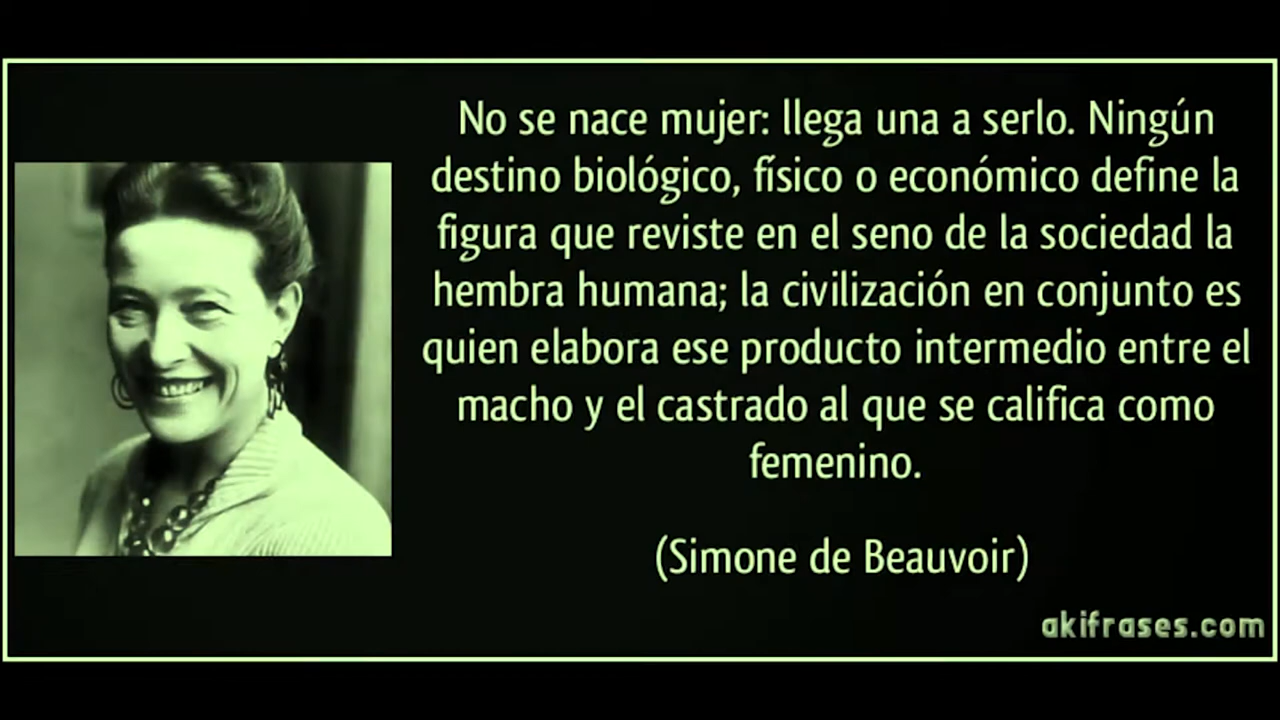 No se nace mujer: llega una a serlo. Ningún
destino biológico, físico o económico define la
figura que reviste en el seno de la sociedad la
hembra humana; la civilización en conjunto es
quien elabora ese producto intermedio entre el
macho y el castrado al que se califica como
femenino.
(Simone de Beauvoir)
akifrases.com